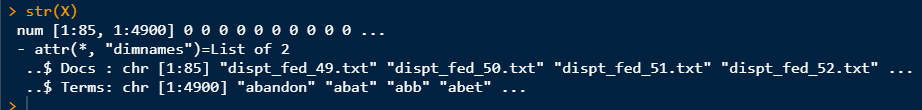 > str(X)
num [1:85, 1:4900] 0 0 0 0 0 0 0 0 0 0 ...
- attr(*, "dimnames")=List of 2
..$ Docs : chr [1:85] "dispt_fed_49.txt" "dispt_fed_50.txt" "dispt_fed_51.txt" "dispt_fed_52.txt" ...
..$ Terms: chr [1:4900] "abandon" "abat" "abb" "abet" ...
>